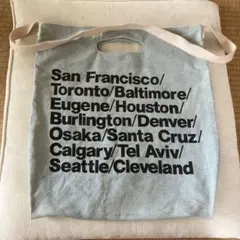 San Francisco/
Toronto/Baltimore/
Eugene/Houston/
Burlington/Denver/
Osaka/Santa Cruz/
Calgary/Tel Aviv/
Seattle/Cleveland